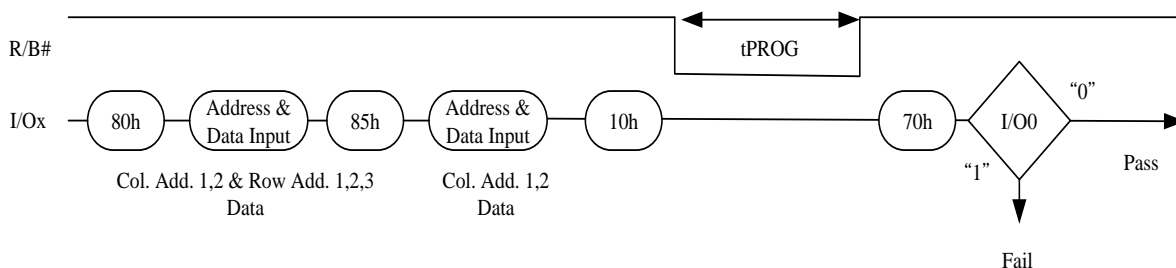 R/B#
tPROG
I/Ox
80h
Address &
Data Input
85h
Address &
Data Input
10h
70h
I/O0
“0”
“1”
Pass
Col. Add. 1,2 & Row Add. 1,2,3
Data
Col. Add. 1,2
Data
Fail